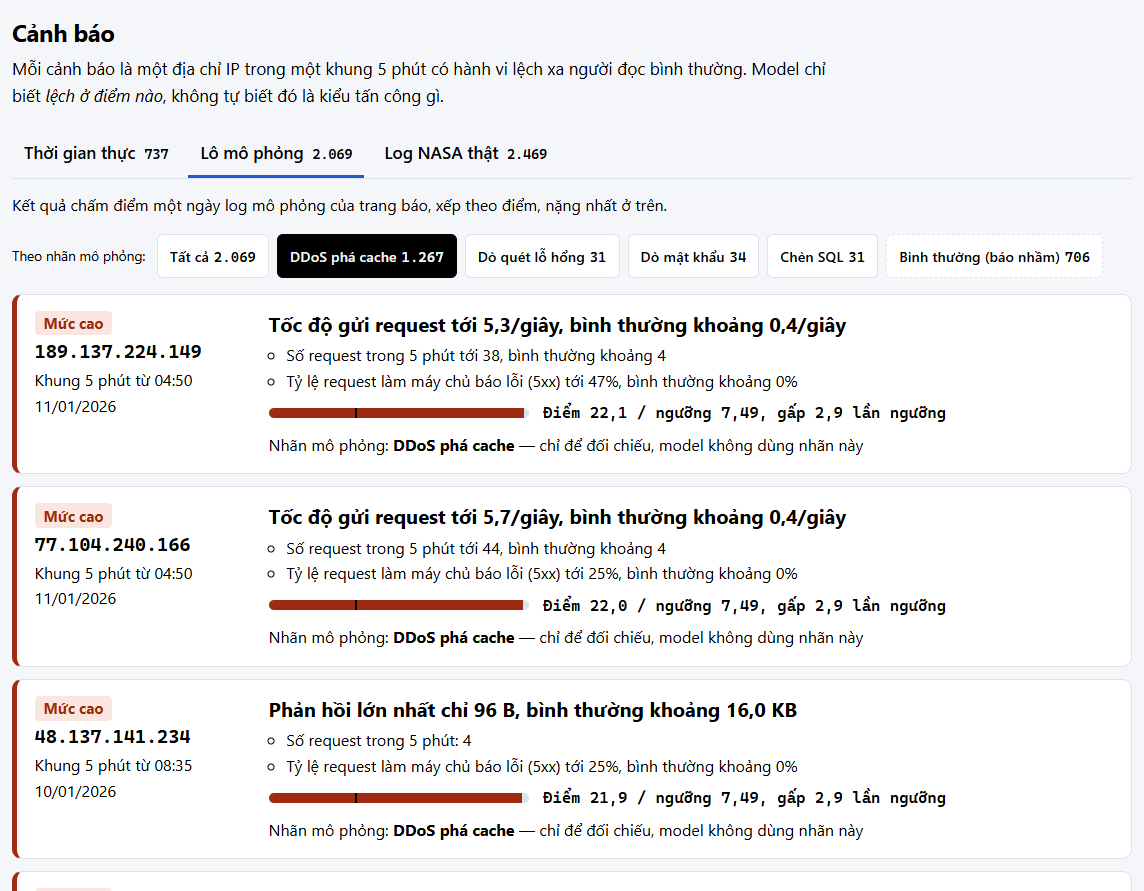 Cảnh báo
Mỗi cảnh báo là một địa chỉ IP trong một khung 5 phút có hành vi lệch xa người đọc bình thường. Model chỉ
biết lệch ở điểm nào, không tự biết đó là kiểu tấn công gì.
Thời gian thực 737 Lô mô phỏng 2.069 Log NASA thật 2.469
Kết quả chấm điểm một ngày log mô phỏng của trang báo, xếp theo điểm, nặng nhất ở trên.
Theo nhãn mô phỏng: Tất cả 2.069 DDoS phá cache 1.267 Dò quét lỗ hổng 31 Dò mật khẩu 34 Chèn SQL 31 Bình thường (báo nhầm) 706
Mức cao
189.137.224.149
Khung 5 phút từ 04:50
11/01/2026
Tốc độ gửi request tới 5,3/giây, bình thường khoảng 0,4/giây
Số request trong 5 phút tới 38, bình thường khoảng 4
Tỷ lệ request làm máy chủ báo lỗi (5xx) tới 47%, bình thường khoảng 0%
Điểm 22,1 / ngưỡng 7,49, gấp 2,9 lần ngưỡng
Nhãn mô phỏng: DDoS phá cache — chỉ để đối chiếu, model không dùng nhãn này
Mức cao
77.104.240.166
Khung 5 phút từ 04:50
11/01/2026
Tốc độ gửi request tới 5,7/giây, bình thường khoảng 0,4/giây
Số request trong 5 phút tới 44, bình thường khoảng 4
Tỷ lệ request làm máy chủ báo lỗi (5xx) tới 25%, bình thường khoảng 0%
Điểm 22,0 / ngưỡng 7,49, gấp 2,9 lần ngưỡng
Nhãn mô phỏng: DDoS phá cache — chỉ để đối chiếu, model không dùng nhãn này
Mức cao
48.137.141.234
Khung 5 phút từ 08:35
10/01/2026
Phản hồi lớn nhất chỉ 96 B, bình thường khoảng 16,0 KB
Số request trong 5 phút: 4
Tỷ lệ request làm máy chủ báo lỗi (5xx) tới 25%, bình thường khoảng 0%
Điểm 21,9 / ngưỡng 7,49, gấp 2,9 lần ngưỡng
Nhãn mô phỏng: DDoS phá cache — chỉ để đối chiếu, model không dùng nhãn này